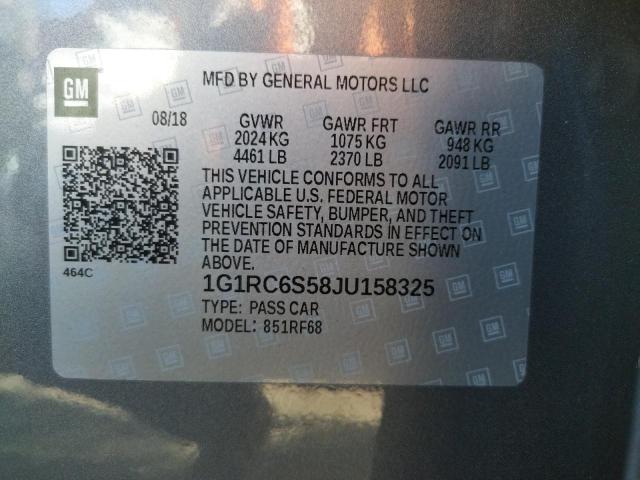 GM
MFD BY GENERAL MOTORS LLC
08/18 GVWR GAWR FRT GAWR RR
2024 KG 1075 KG 948 KG
4461 LB 2370 LB 2091 LB
THIS VEHICLE CONFORMS TO ALL
APPLICABLE U.S. FEDERAL MOTOR
VEHICLE SAFETY, BUMPER, AND THEFT
PREVENTION STANDARDS IN EFFECT ON
THE DATE OF MANUFACTURE SHOWN
ABOVE.
464C
1G1RC6S58JU158325
TYPE: PASS CAR
MODEL: 851RF68